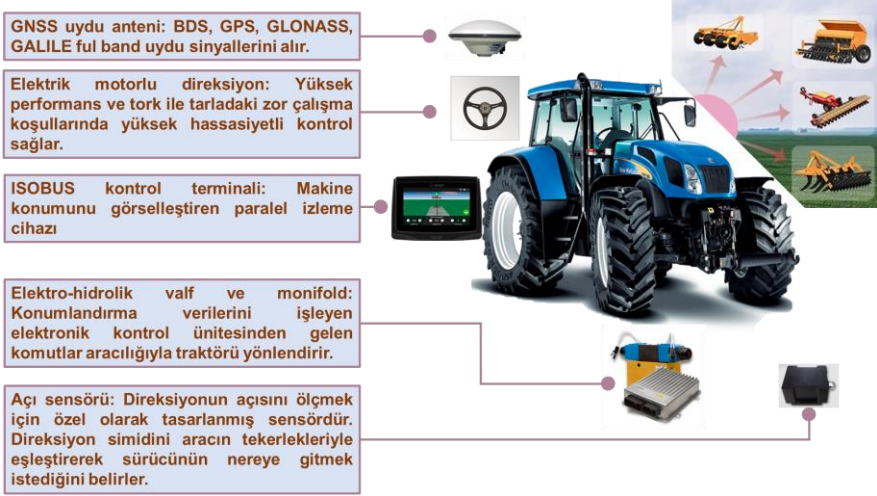 GNSS uydu anteni: BDS, GPS, GLONASS,
GALILE ful band uydu sinyallerini alır.
Elektrik motorlu direksiyon: Yüksek
performans ve tork ile tarladaki zor çalışma
koşullarında yüksek hassasiyetli kontrol
sağlar.
ISOBUS kontrol terminali: Makine
konumunu görselleştiren paralel izleme
cihazı
Elektro-hidrolik valf ve monifold:
Konumlandırma verilerini işleyen
elektronik kontrol ünitesinden gelen
komutlar aracılığıyla traktörü yönlendirir.
Açı sensörü: Direksiyonun açısını ölçmek
için özel olarak tasarlanmış sensördür.
Direksiyon simidini aracın tekerlekleriyle
eşleştirerek sürücünün nereye gitmek
istediğini belirler.